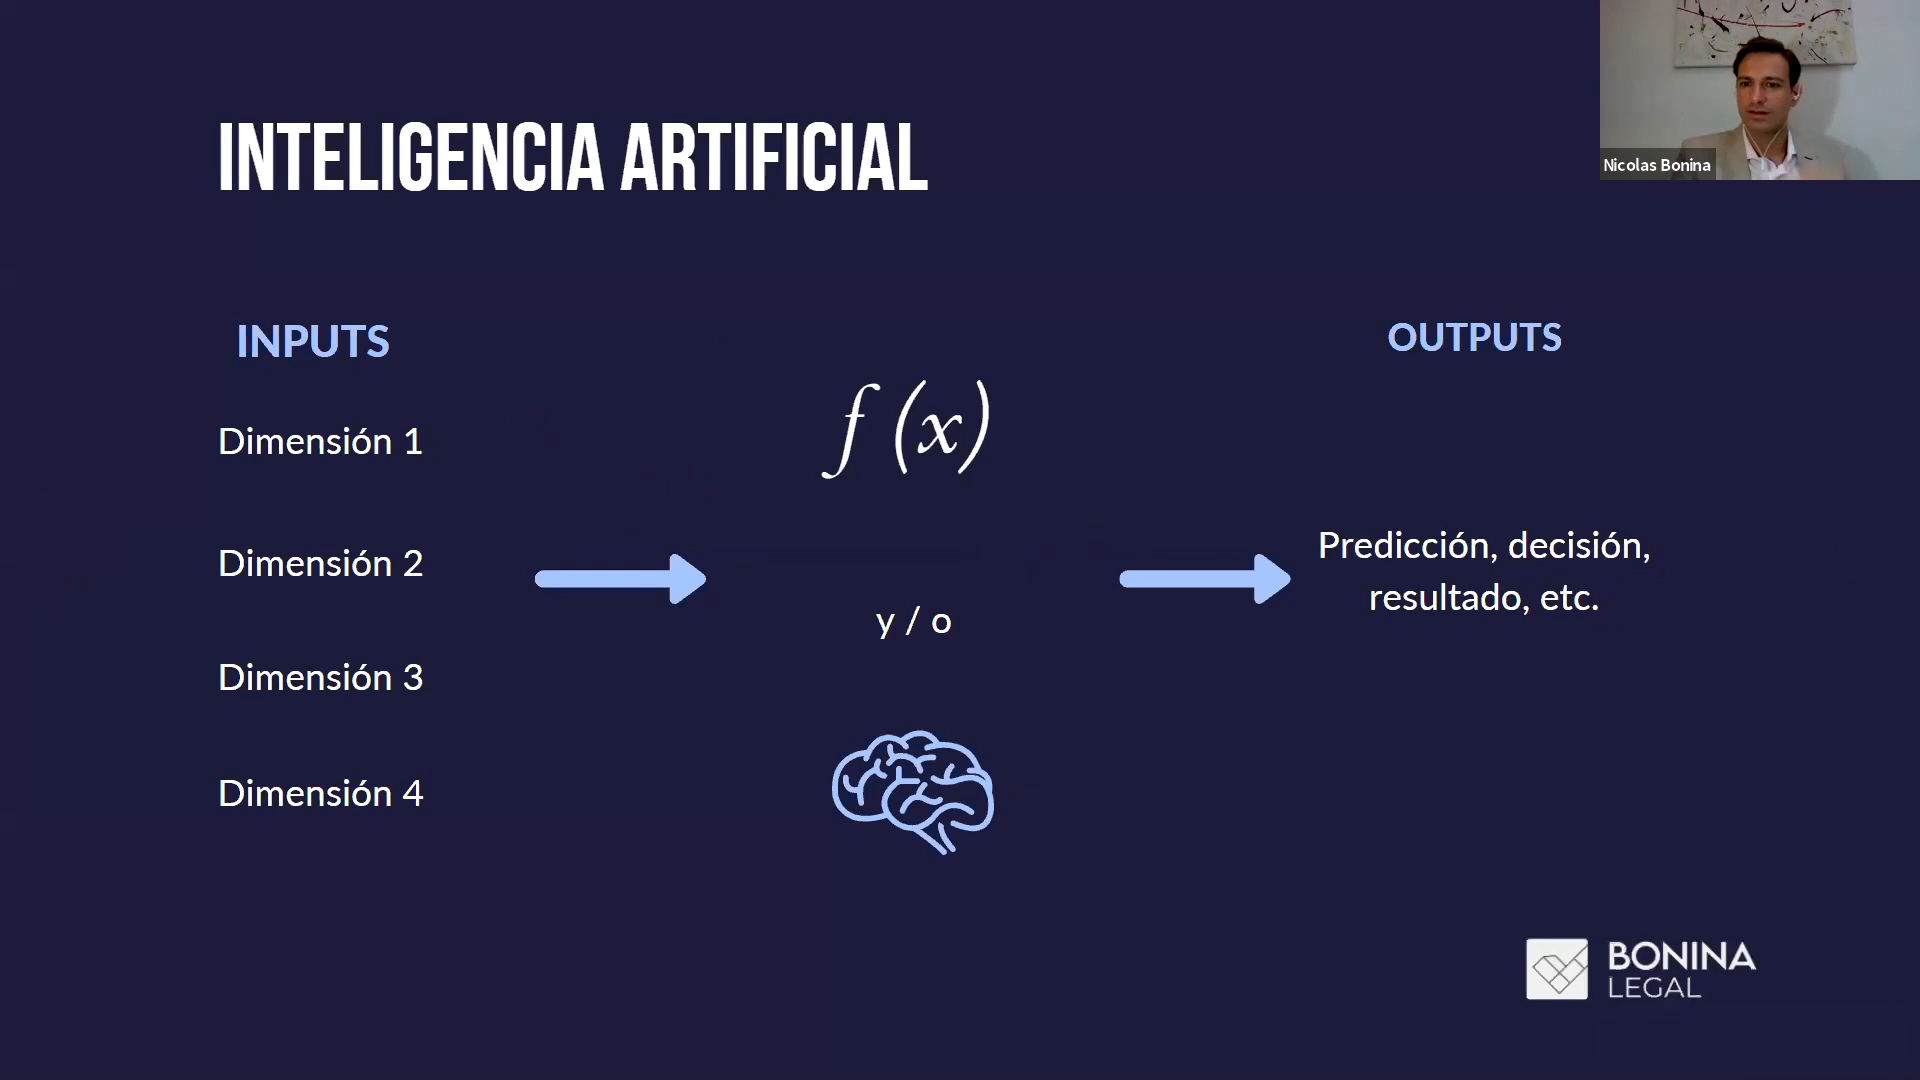 INTELIGENCIA ARTIFICIAL
Nicolas Bonina
INPUTS
OUTPUTS
Dimensión 1
f (x)
Dimensión 2
Predicción, decisión,
resultado, etc.
y / o
Dimensión 3
Dimensión 4
BONINA
LEGAL